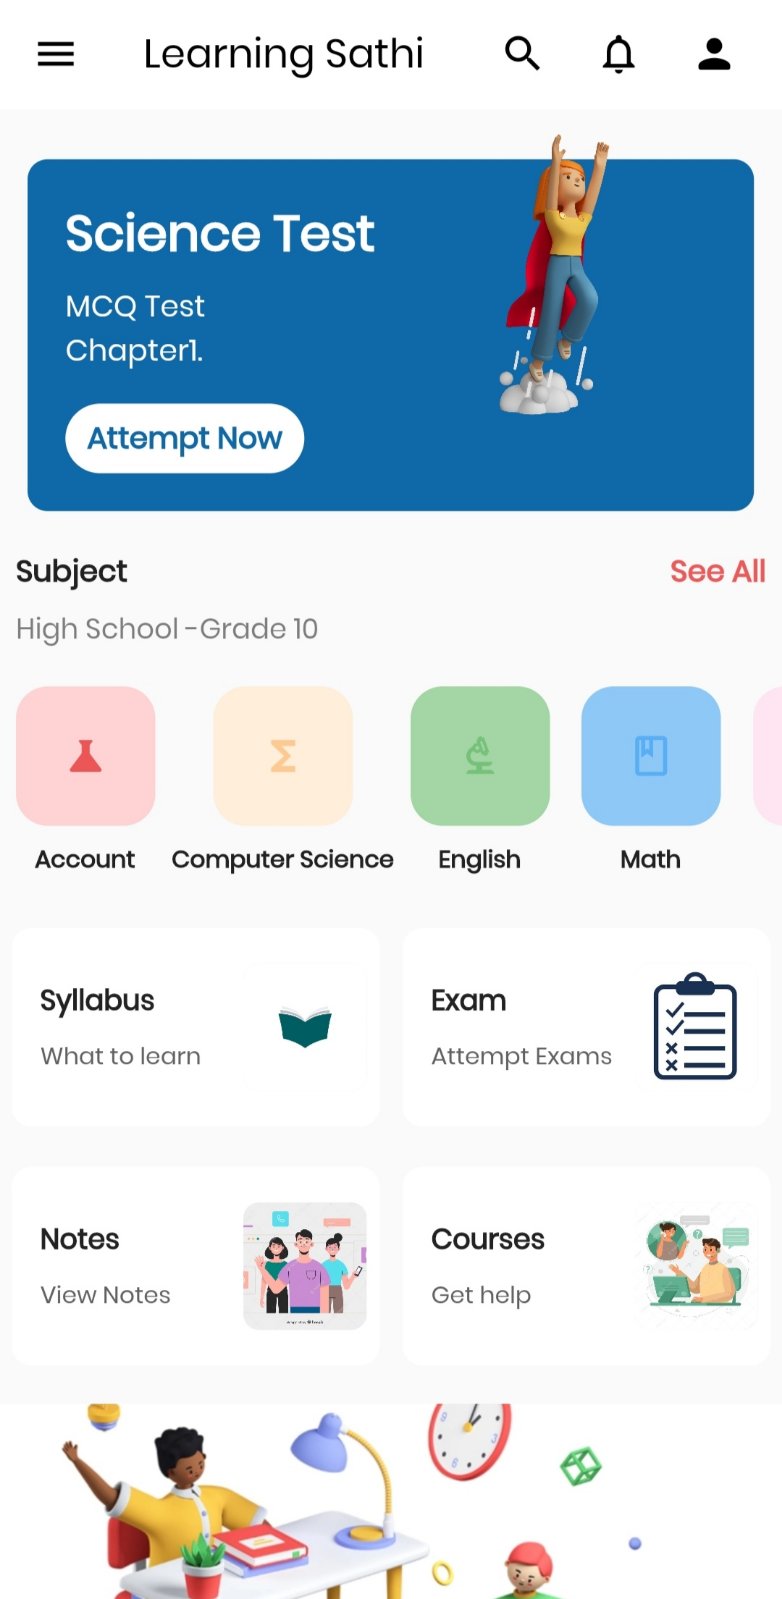 Learning Sathi
Science Test
MCQ Test
Chapter1.
Attempt Now
Subject
See All
High School -Grade 10
Account
Computer Science
English
Math
Syllabus
What to learn
Exam
Attempt Exams
Notes
View Notes
Courses
Get help